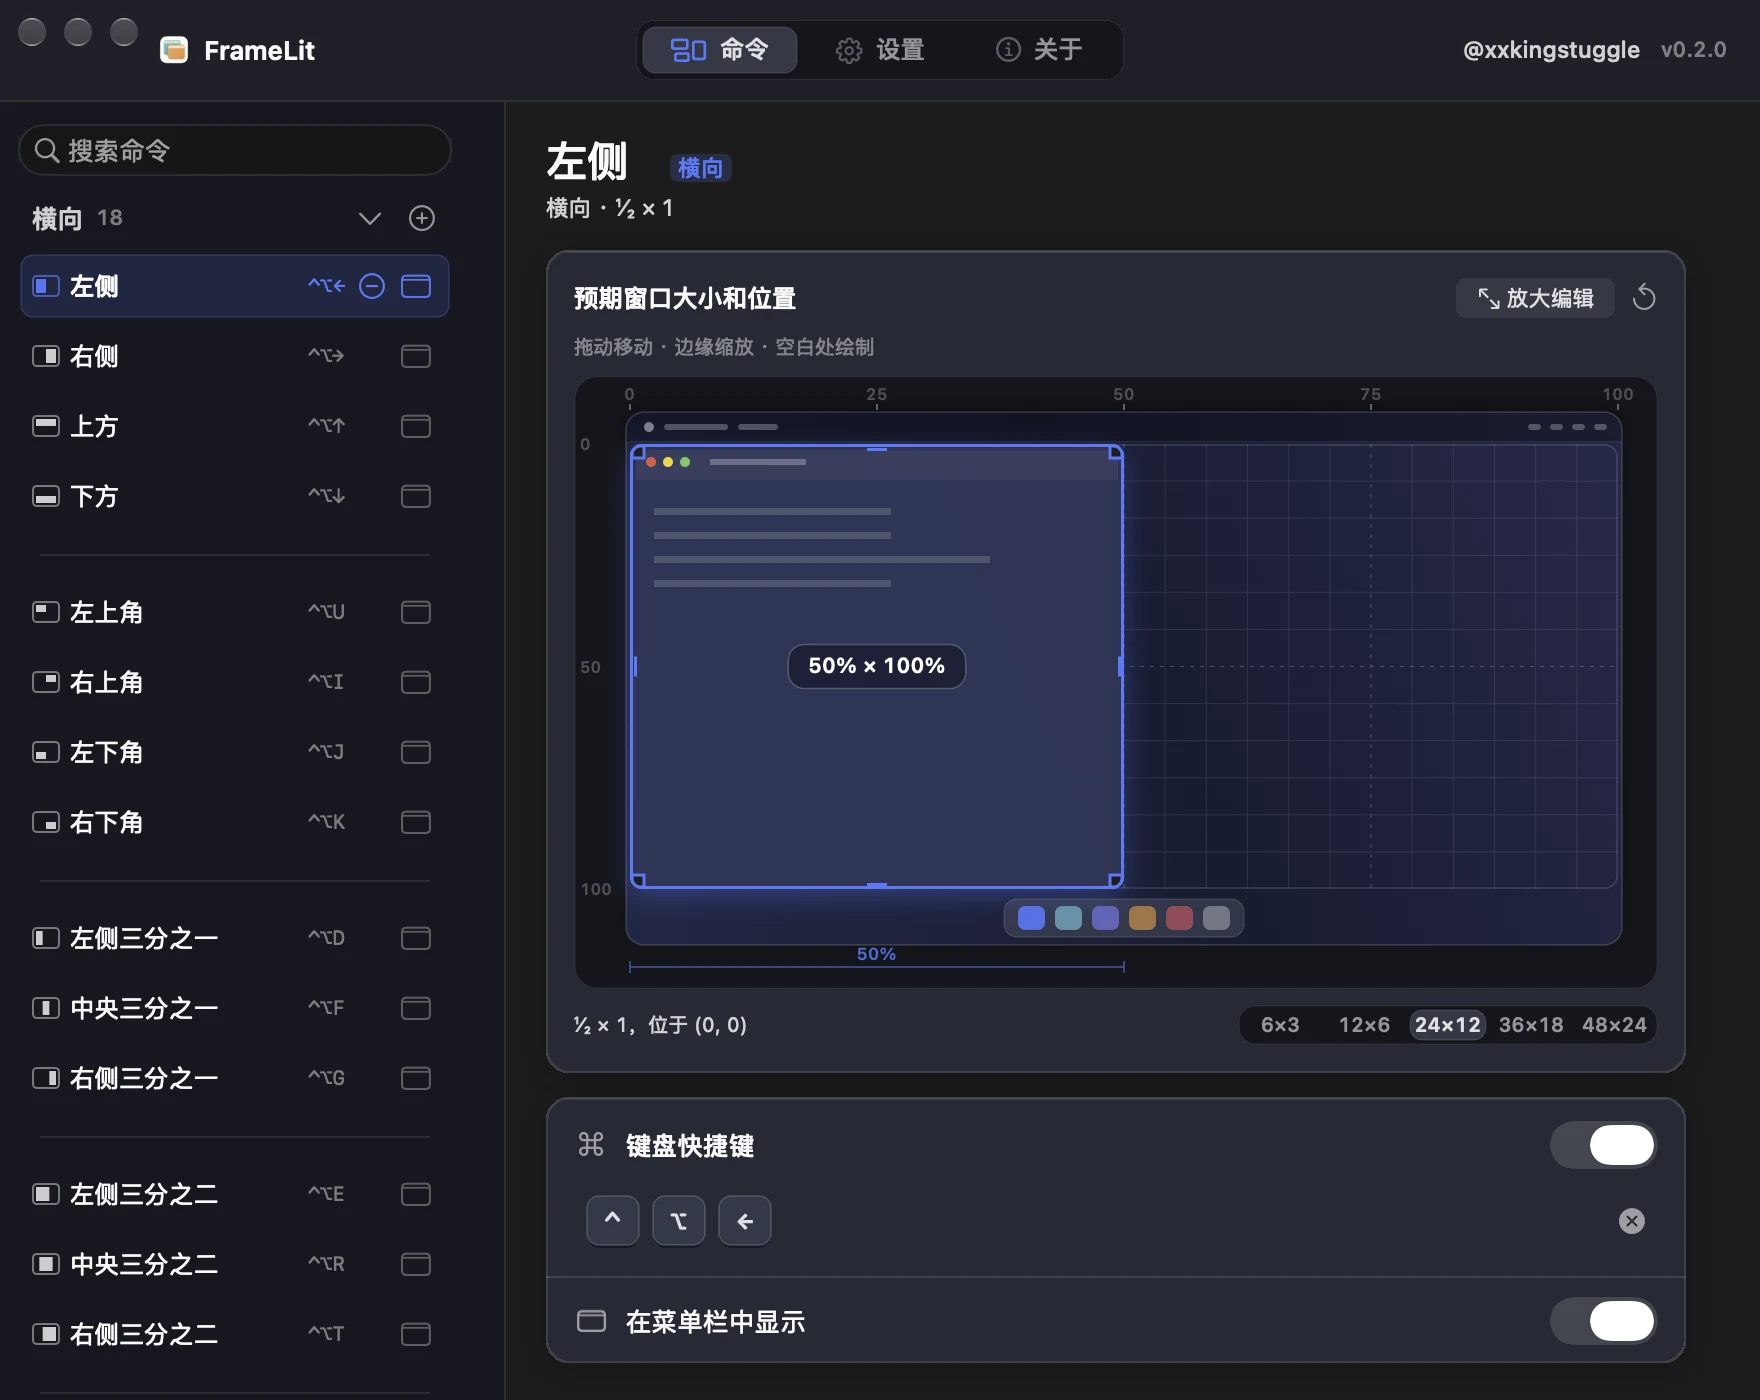 FrameLit
命令
设置
关于
@xxkingstuggle v0.2.0
搜索命令
横向 18
左侧 ^⌥←
右侧 ^⌥→
上方 ^⌥↑
下方 ^⌥↓
左上角 ^⌥U
右上角 ^⌥I
左下角 ^⌥J
右下角 ^⌥K
左侧三分之一 ^⌥D
中央三分之一 ^⌥F
右侧三分之一 ^⌥G
左侧三分之二 ^⌥E
中央三分之二 ^⌥R
右侧三分之二 ^⌥T
左侧 横向
横向 · ½ × 1
预期窗口大小和位置
放大编辑
拖动移动 · 边缘缩放 · 空白处绘制
0 25 50 75 100
0
50
100
50% × 100%
50%
½ × 1，位于 (0, 0)
6×3 12×6 24×12 36×18 48×24
⌘ 键盘快捷键
^ ⌥ ←
在菜单栏中显示